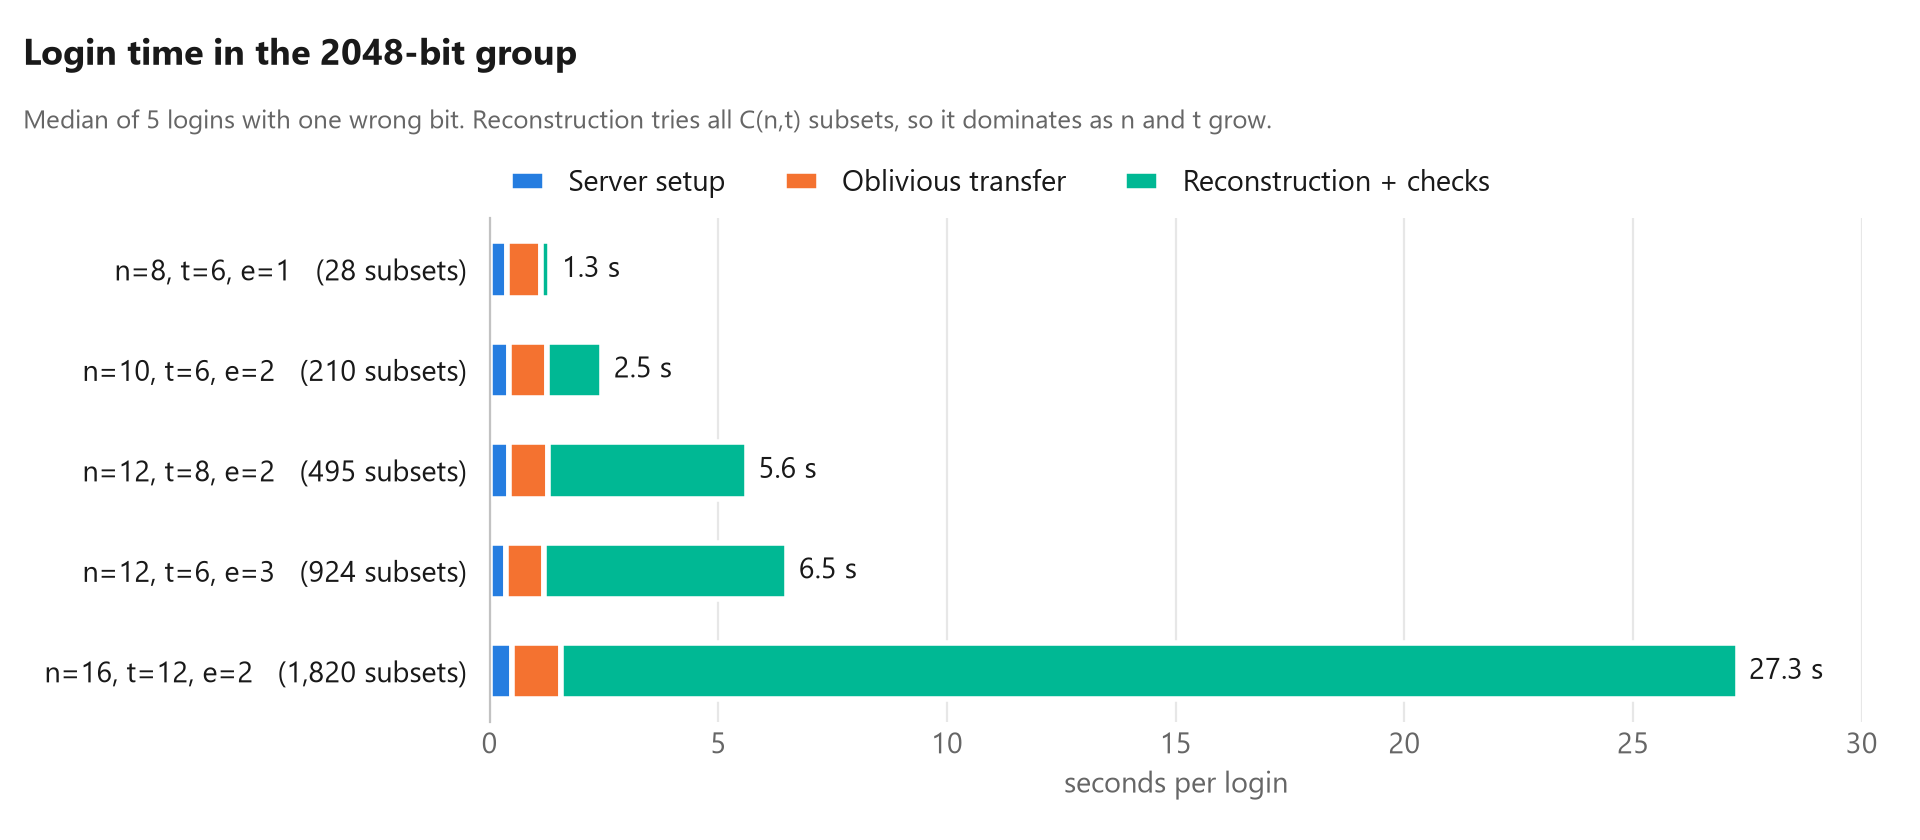 Login time in the 2048-bit group
Median of 5 logins with one wrong bit. Reconstruction tries all C(n,t) subsets, so it dominates as n and t grow.
Server setup Oblivious transfer Reconstruction + checks
n=8, t=6, e=1 (28 subsets) 1.3 s
n=10, t=6, e=2 (210 subsets) 2.5 s
n=12, t=8, e=2 (495 subsets) 5.6 s
n=12, t=6, e=3 (924 subsets) 6.5 s
n=16, t=12, e=2 (1,820 subsets) 27.3 s
0 5 10 15 20 25 30
seconds per login